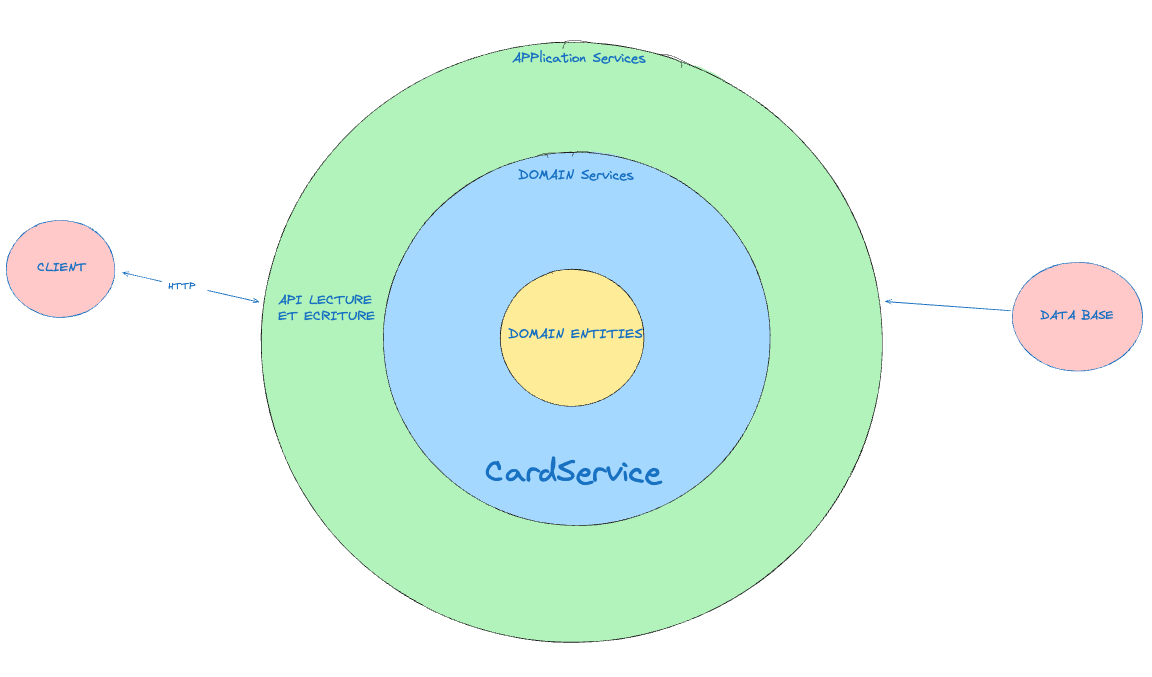 APPlication Services
DOMAIN Services
CLIENT
HTTP
API LECTURE
ET ECRITURE
DOMAIN ENTITIES
DATA BASE
CardService